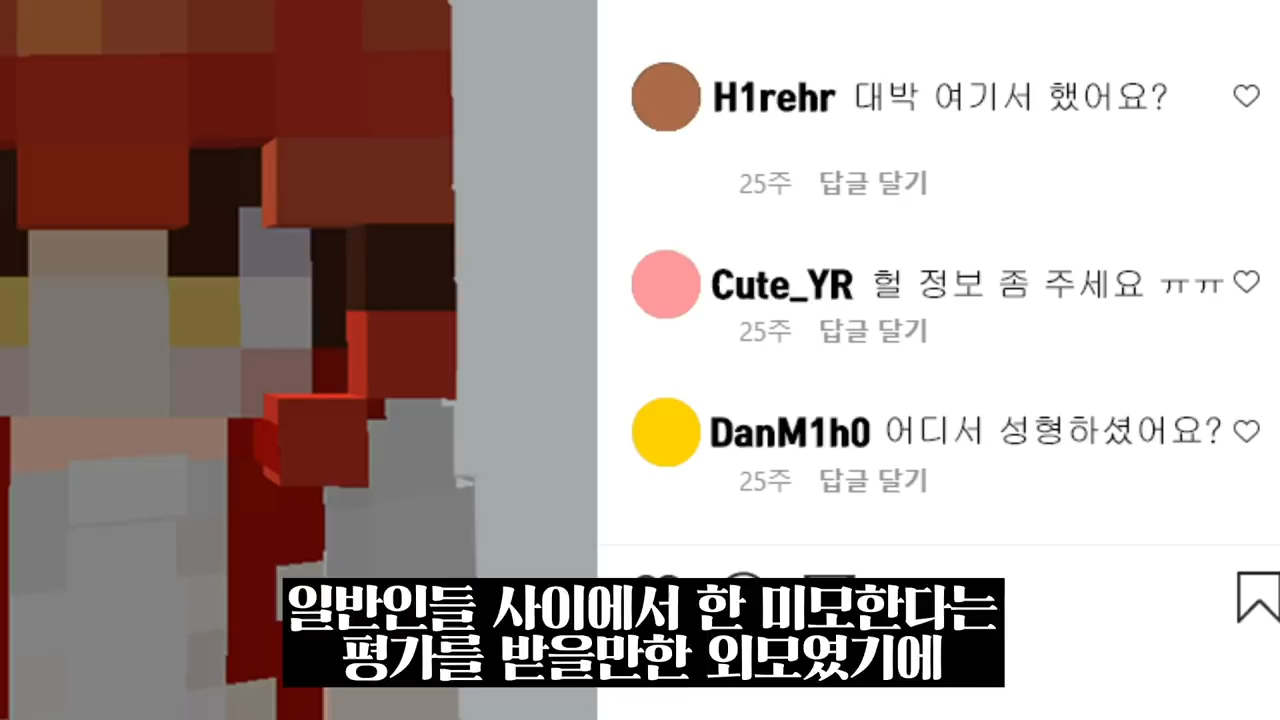 H1rehr 대박 여기서 했어요?
25주 답글 달기
Cute_YR 헐 정보 좀 주세요 ㅠㅠ
25주 답글 달기
DanM1h0 어디서 성형하셨어요?
25주 답글 달기
일반인들 사이에서 한 미모한다는
평가를 받을만한 외모였기에